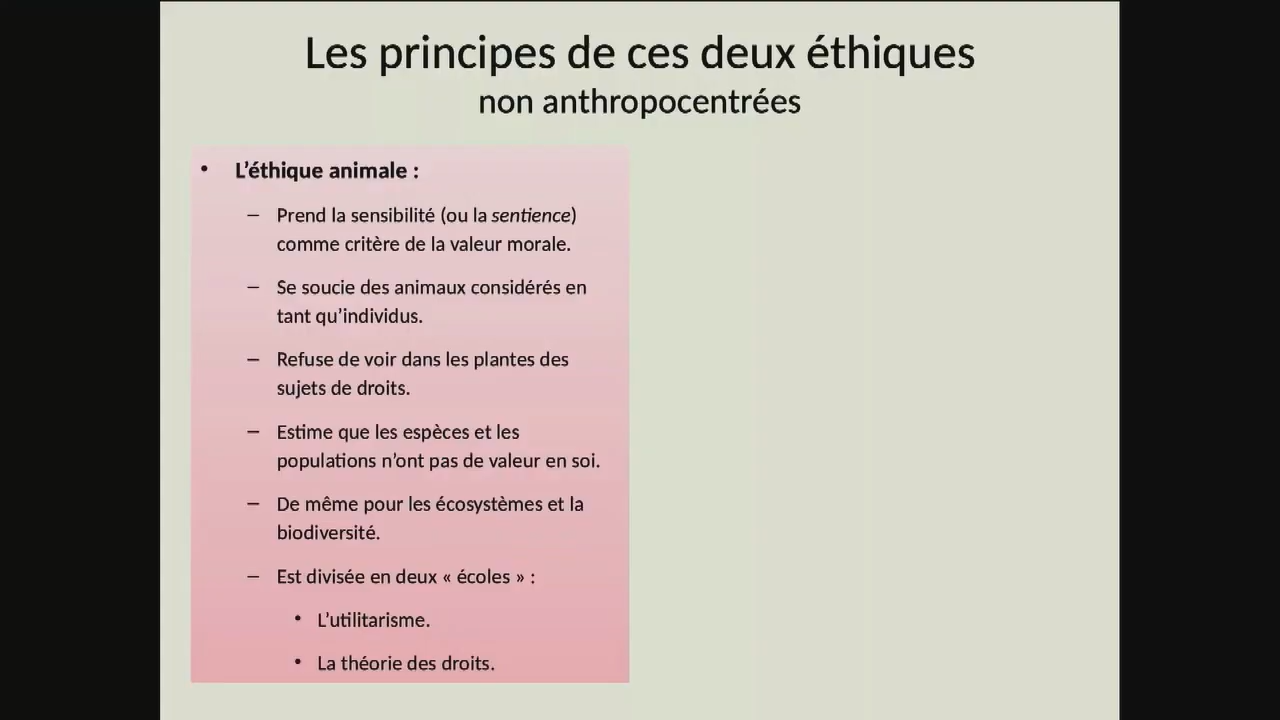 Les principes de ces deux éthiques
non anthropocentrées
• L’éthique animale :
– Prend la sensibilité (ou la sentience)
comme critère de la valeur morale.
– Se soucie des animaux considérés en
tant qu’individus.
– Refuse de voir dans les plantes des
sujets de droits.
– Estime que les espèces et les
populations n’ont pas de valeur en soi.
– De même pour les écosystèmes et la
biodiversité.
– Est divisée en deux « écoles » :
• L’utilitarisme.
• La théorie des droits.